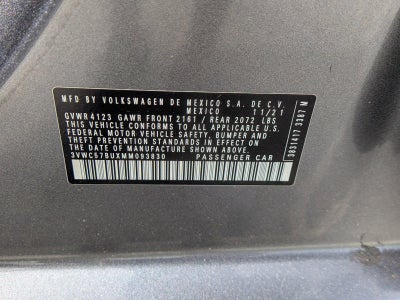 MFD BY VOLKSWAGEN DE MEXICO S.A. DE C.V.
MEXICO 11/21
GVWR 4123 GAWR FRONT 2161 / REAR 2072 LBS
THIS VEHICLE CONFORMS TO ALL APPLICABLE U.S.
FEDERAL MOTOR VEHICLE SAFETY, BUMPER AND
THEFT PREVENTION STANDARDS IN EFFECT ON THE
DATE OF MANUFACTURE SHOWN ABOVE.
3VWC57BUXMM093830 PASSENGER CAR
3831417 3387 M